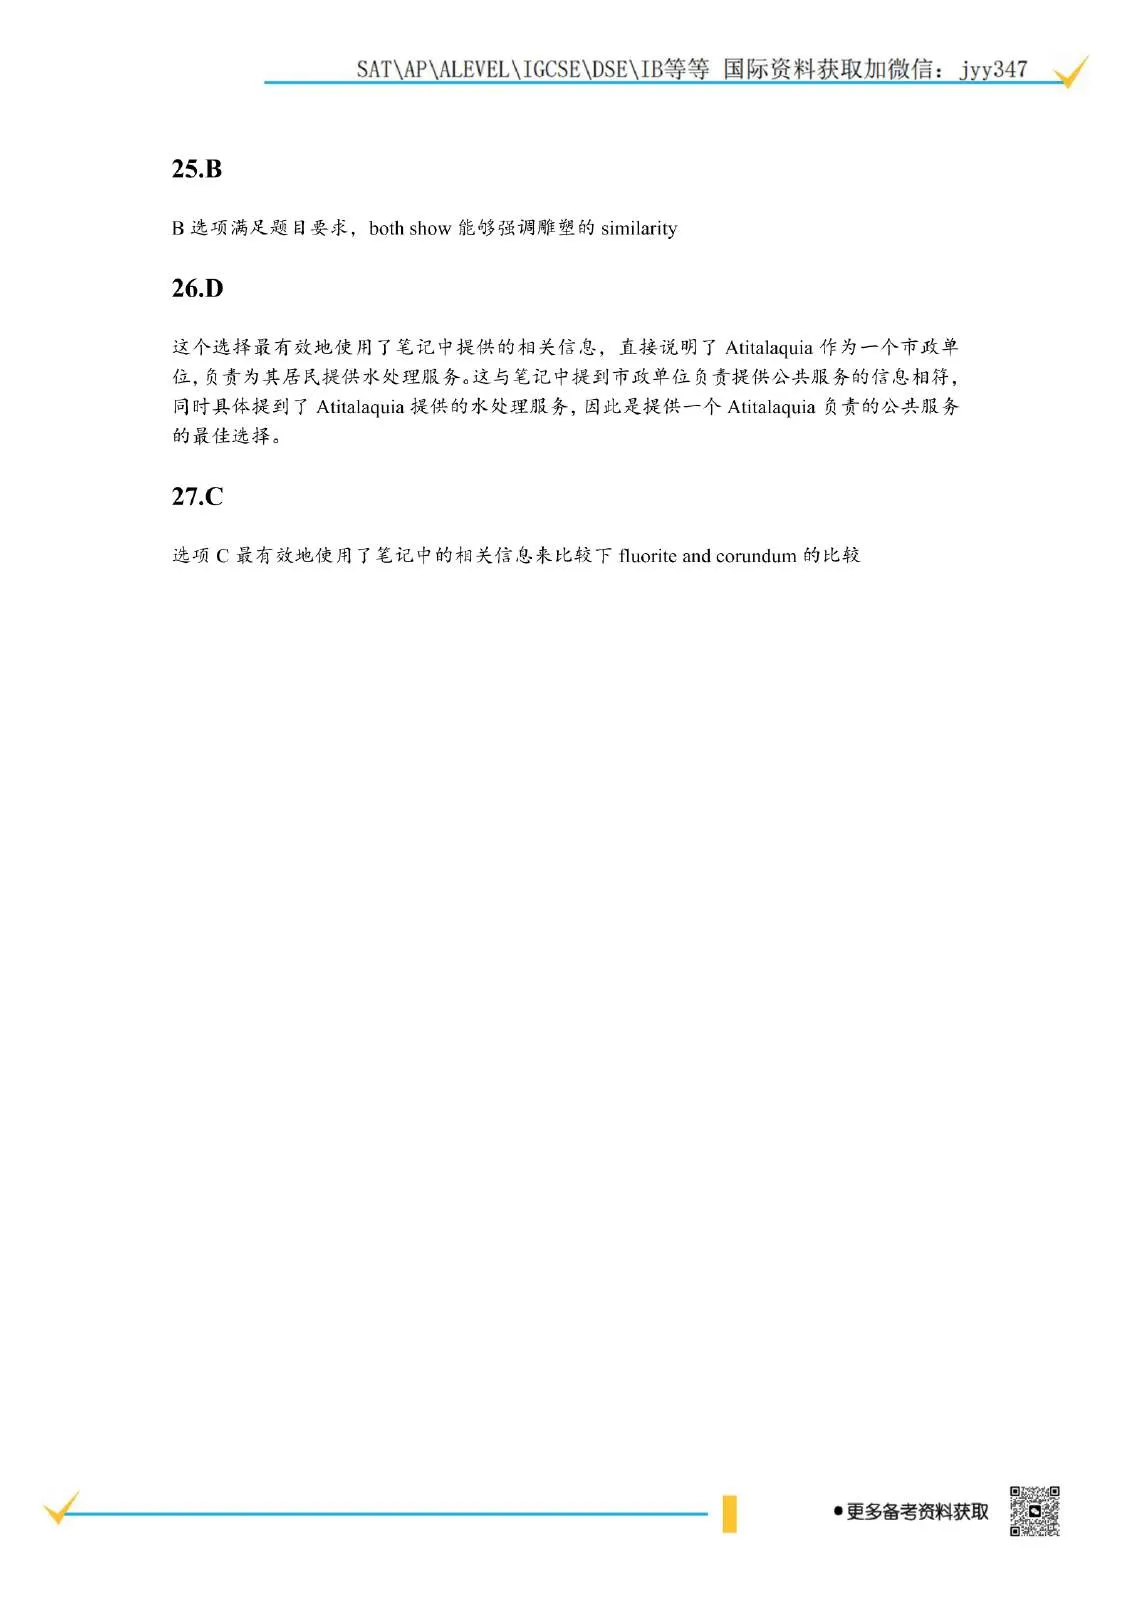 SAT\AP\ALEVEL\IGCSE\DSE\IB等等 国际资料获取加微信：jyy347
25.B
B 选项满足题目要求，both show 能够强调雕塑的 similarity
26.D
这个选择最有效地使用了笔记中提供的相关信息，直接说明了 Atitalaquia 作为一个市政单
位，负责为其居民提供水处理服务。这与笔记中提到市政单位负责提供公共服务的信息相符，
同时具体提到了 Atitalaquia 提供的水处理服务，因此是提供一个 Atitalaquia 负责的公共服务
的最佳选择。
27.C
选项 C 最有效地使用了笔记中的相关信息来比较下 fluorite and corundum 的比较
•更多备考资料获取